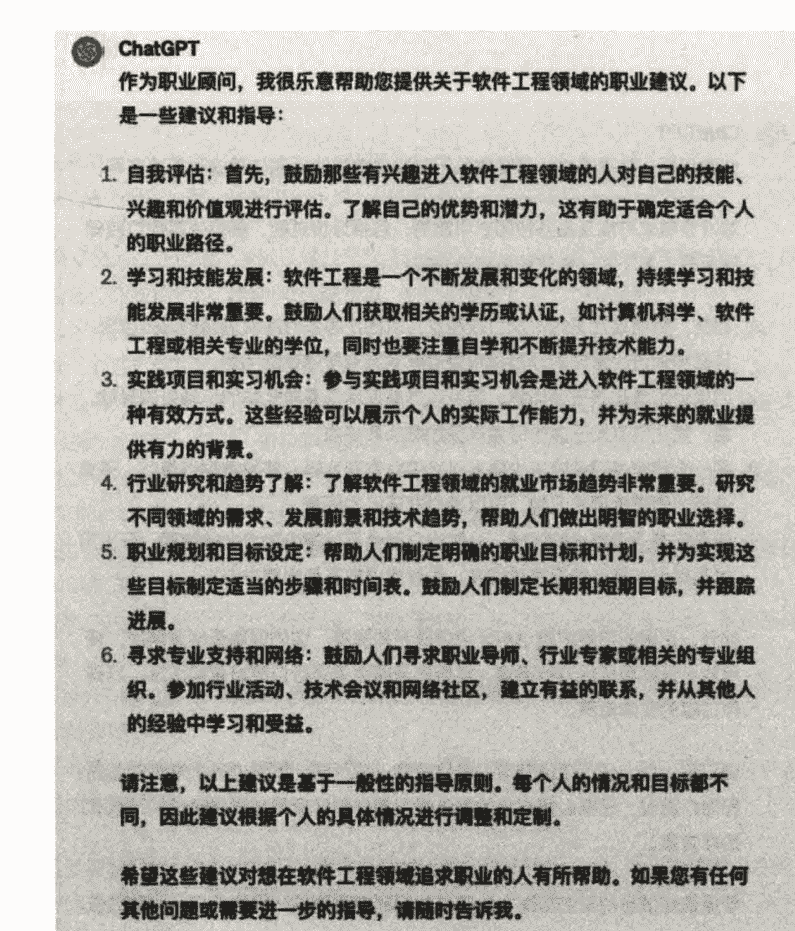 ChatGPT
作为职业顾问，我很乐意帮助您提供关于软件工程领域的职业建议。以下
是一些建议和指导：
1. 自我评估：首先，鼓励那些有兴趣进入软件工程领域的人对自己的技能、
兴趣和价值观进行评估。了解自己的优势和潜力，这有助于确定适合个人
的职业路径。
2. 学习和技能发展：软件工程是一个不断发展和变化的领域，持续学习和技
能发展非常重要。鼓励人们获取相关的学历或认证，如计算机科学、软件
工程或相关专业的学位，同时也要注重自学和不断提升技术能力。
3. 实践项目和实习机会：参与实践项目和实习机会是进入软件工程领域的一
种有效方式。这些经验可以展示个人的实际工作能力，并为未来的就业提
供有力的背景。
4. 行业研究和趋势了解：了解软件工程领域的就业市场趋势非常重要。研究
不同领域的需求、发展前景和技术趋势，帮助人们做出明智的职业选择。
5. 职业规划和目标设定：帮助人们制定明确的职业目标和计划，并为实现这
些目标制定适当的步骤和时间表。鼓励人们制定长期和短期目标，并跟踪
进展。
6. 寻求专业支持和网络：鼓励人们寻求职业导师、行业专家或相关的专业组
织。参加行业活动、技术会议和网络社区，建立有益的联系，并从其他人
的经验中学习和受益。
请注意，以上建议是基于一般性的指导原则。每个人的情况和目标都不
同，因此建议根据个人的具体情况进行调整和定制。
希望这些建议对想在软件工程领域追求职业的人有所帮助。如果您有任何
其他问题或需要进一步的指导，请随时告诉我。